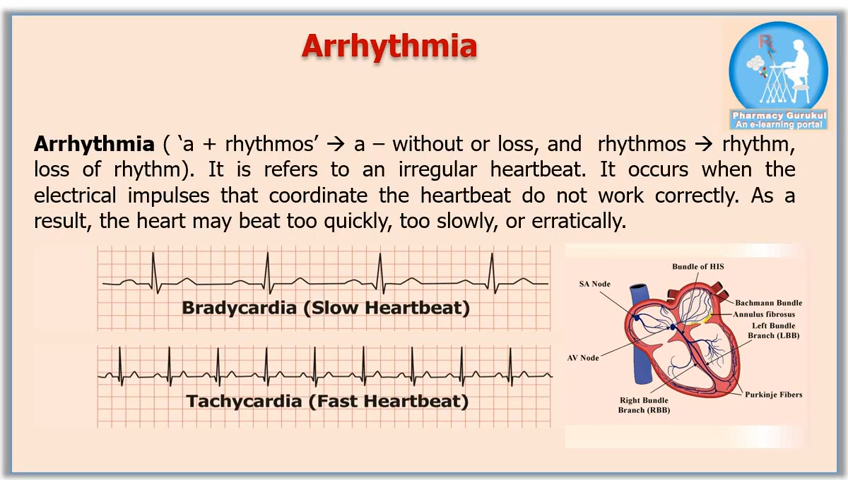 Arrhythmia
Rx
Pharmacy Gurukul
An e-learning portal
Arrhythmia ( ‘a + rhythmos’ → a – without or loss, and rhythmos → rhythm,
loss of rhythm). It is refers to an irregular heartbeat. It occurs when the
electrical impulses that coordinate the heartbeat do not work correctly. As a
result, the heart may beat too quickly, too slowly, or erratically.
Bradycardia (Slow Heartbeat)
Tachycardia (Fast Heartbeat)
Bundle of HIS
SA Node
Bachmann Bundle
Annulus fibrosus
Left Bundle
Branch (LBB)
AV Node
Purkinje Fibers
Right Bundle
Branch (RBB)